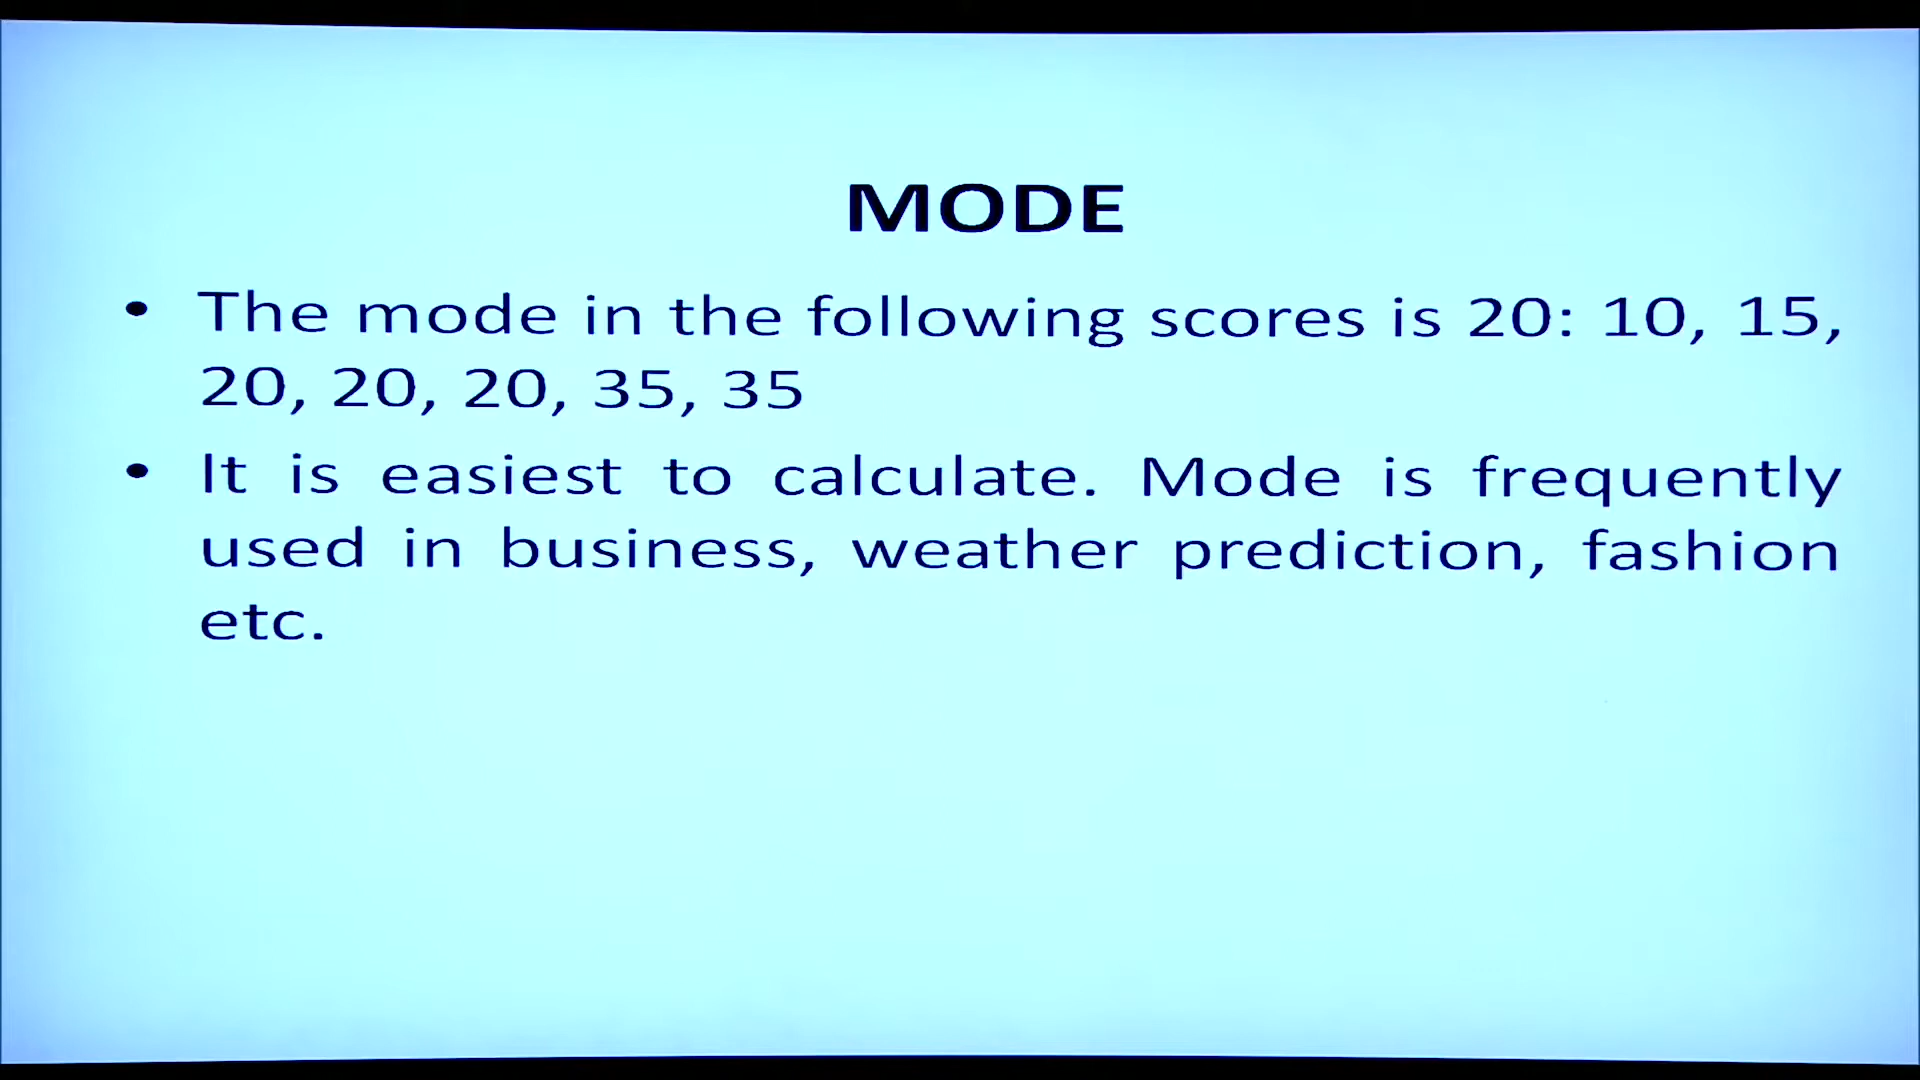 MODE
• The mode in the following scores is 20: 10, 15,
20, 20, 20, 35, 35
• It is easiest to calculate. Mode is frequently
used in business, weather prediction, fashion
etc.